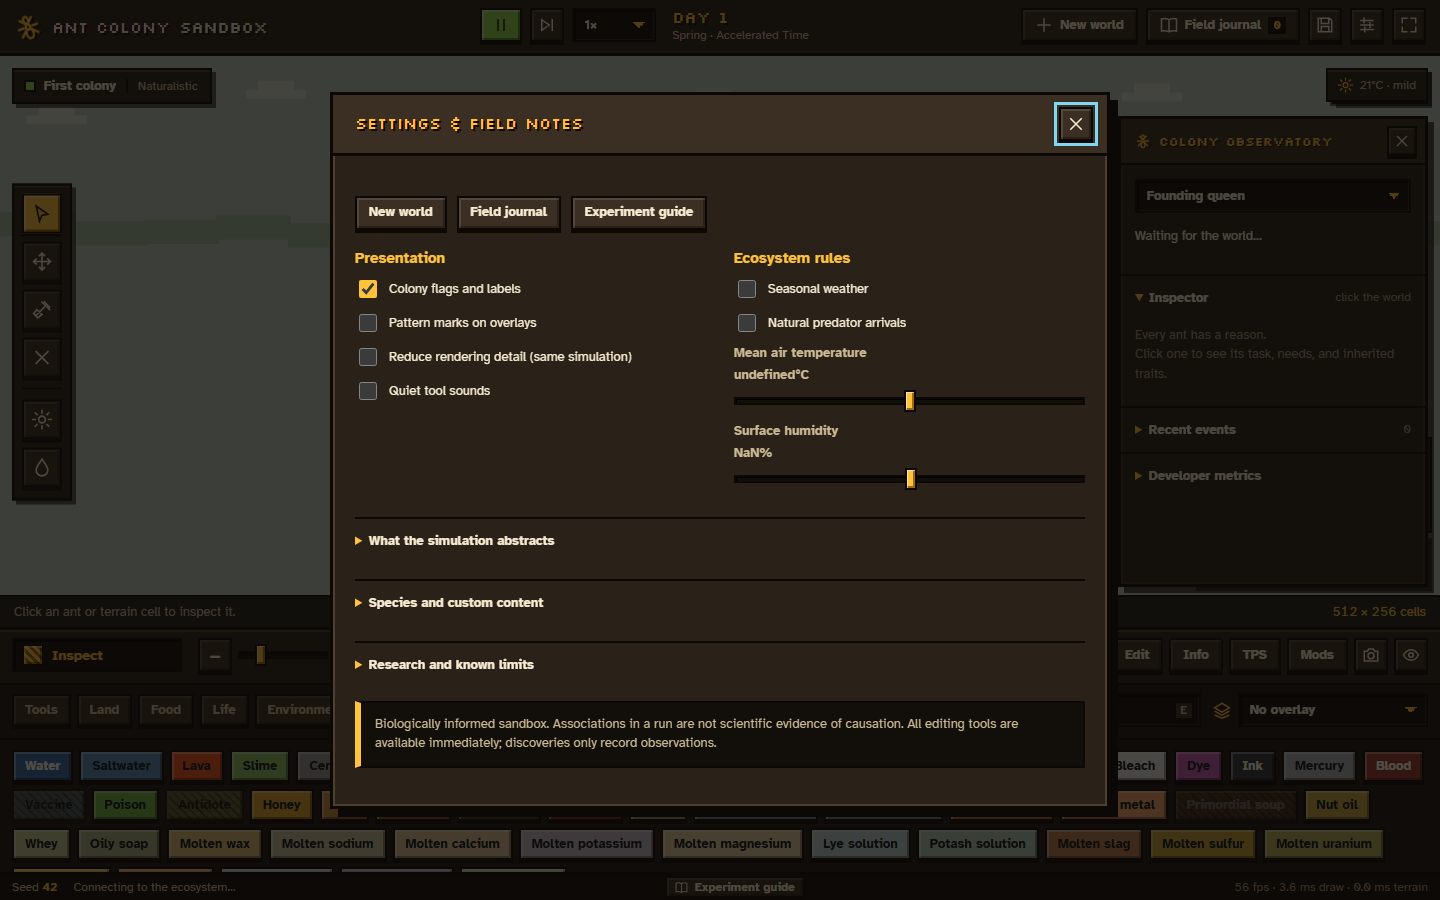 ANT COLONY SANDBOX
1×
DAY 1
Spring · Accelerated Time
New world
Field journal 0
First colony
Naturalistic
21°C · mild
SETTINGS & FIELD NOTES
COLONY OBSERVATORY
Founding queen
Waiting for the world...
Inspector
click the world
Every ant has a reason.
Click one to see its task, needs, and inherited
traits.
Recent events 0
Developer metrics
New world
Field journal
Experiment guide
Presentation
Colony flags and labels
Pattern marks on overlays
Reduce rendering detail (same simulation)
Quiet tool sounds
Ecosystem rules
Seasonal weather
Natural predator arrivals
Mean air temperature
undefined°C
Surface humidity
NaN%
What the simulation abstracts
Species and custom content
Research and known limits
Biologically informed sandbox. Associations in a run are not scientific evidence of causation. All editing tools are
available immediately; discoveries only record observations.
Click an ant or terrain cell to inspect it.
512 × 256 cells
Inspect
–
Edit
Info
TPS
Mods
Tools
Land
Food
Life
Environme
E
No overlay
Water
Saltwater
Lava
Slime
Cer
Bleach
Dye
Ink
Mercury
Blood
Vaccine
Poison
Antidote
Honey
metal
Primordial soup
Nut oil
Whey
Oily soap
Molten wax
Molten sodium
Molten calcium
Molten potassium
Molten magnesium
Lye solution
Potash solution
Molten slag
Molten sulfur
Molten uranium
Seed 42
Connecting to the ecosystem...
Experiment guide
56 fps · 3.6 ms draw · 0.0 ms terrain